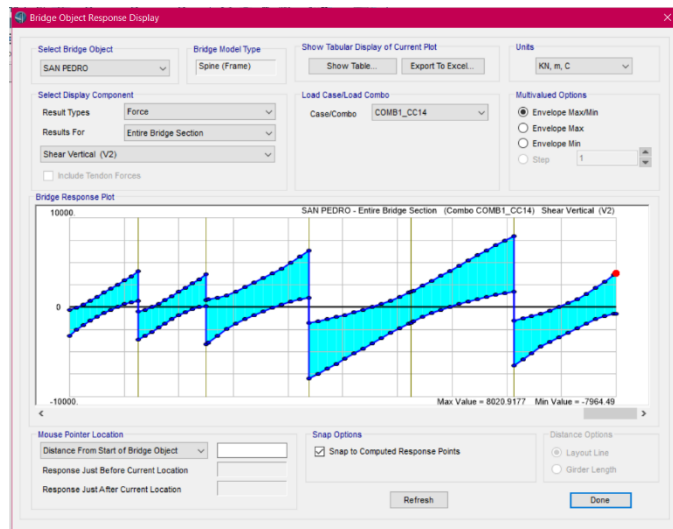 Bridge Object Response Display
Select Bridge Object
SAN PEDRO
Bridge Model Type
Spine (Frame)
Show Tabular Display of Current Plot
Show Table...
Export To Excel...
Units
KN, m, C
Select Display Component
Result Types
Force
Results For
Entire Bridge Section
Shear Vertical (V2)
Include Tendon Forces
Load Case/Load Combo
Case/Combo
COMB1_CC14
Multivalued Options
Envelope Max/Min
Envelope Max
Envelope Min
Step
1
Bridge Response Plot
SAN PEDRO - Entire Bridge Section (Combo COMB1_CC14) Shear Vertical (V2)
10000.
0
-10000.
Max Value = 8020.9177 Min Value = -7964.49
Mouse Pointer Location
Distance From Start of Bridge Object
Response Just Before Current Location
Response Just After Current Location
Snap Options
Snap to Computed Response Points
Distance Options
Layout Line
Girder Length
Refresh
Done